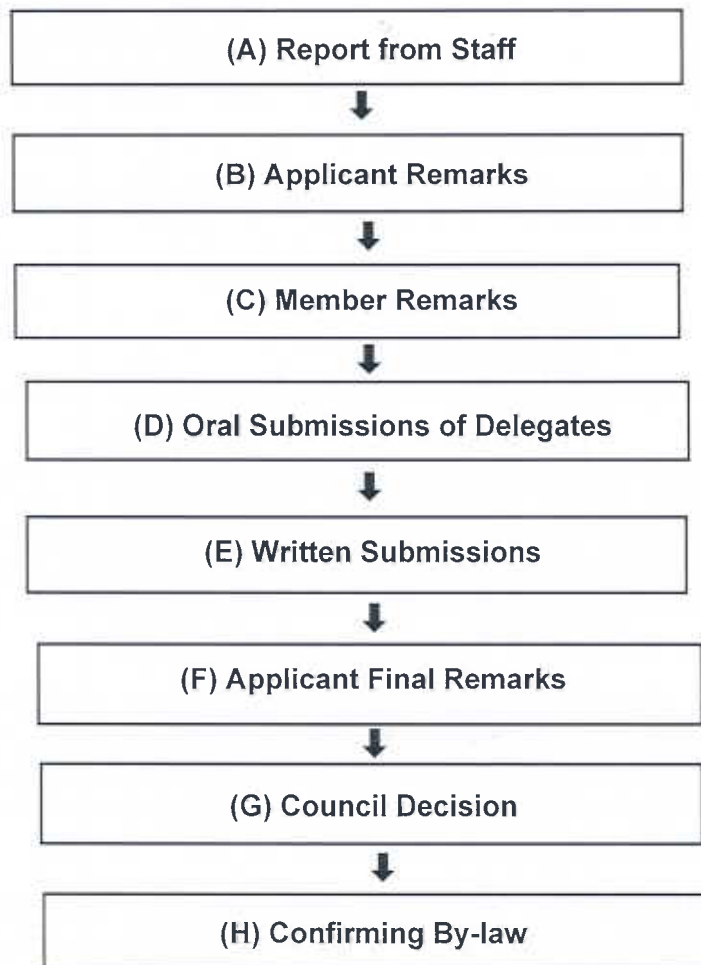 (A) Report from Staff
(B) Applicant Remarks
(C) Member Remarks
(D) Oral Submissions of Delegates
(E) Written Submissions
(F) Applicant Final Remarks
(G) Council Decision
(H) Confirming By-law